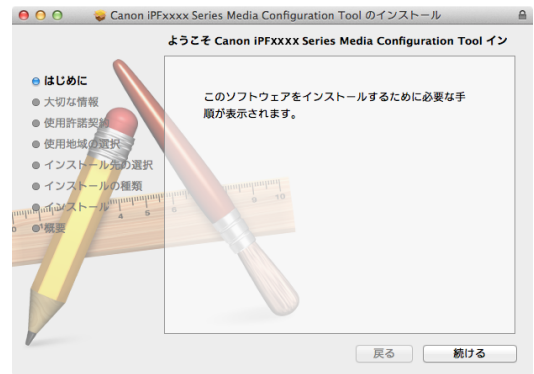 Canon iPFxxxx Series Media Configuration Tool のインストール
ようこそ Canon iPFXXXX Series Media Configuration Tool イン
はじめに
大切な情報
使用許諾契約
使用地域の選択
インストール先の選択
インストールの種類
インストール
概要
このソフトウェアをインストールするために必要な手
順が表示されます。
4 5 6 9 10
戻る 続ける